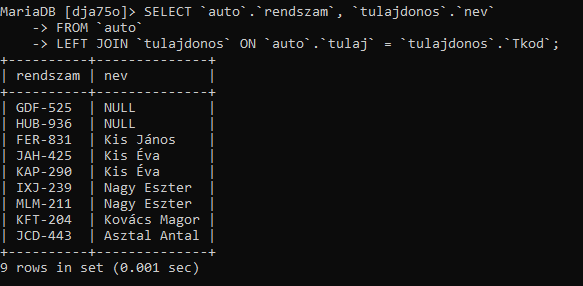 MariaDB [dja75o]> SELECT `auto`.`rendszam`, `tulajdonos`.`nev`
    -> FROM `auto`
    -> LEFT JOIN `tulajdonos` ON `auto`.`tulaj` = `tulajdonos`.`Tkod`;
+----------+--------------+
| rendszam | nev          |
+----------+--------------+
| GDF-525  | NULL         |
| HUB-936  | NULL         |
| FER-831  | Kis János    |
| JAH-425  | Kis Éva      |
| KAP-290  | Kis Éva      |
| IXJ-239  | Nagy Eszter  |
| MLM-211  | Nagy Eszter  |
| KFT-204  | Kovács Magor |
| JCD-443  | Asztal Antal |
+----------+--------------+
9 rows in set (0.001 sec)